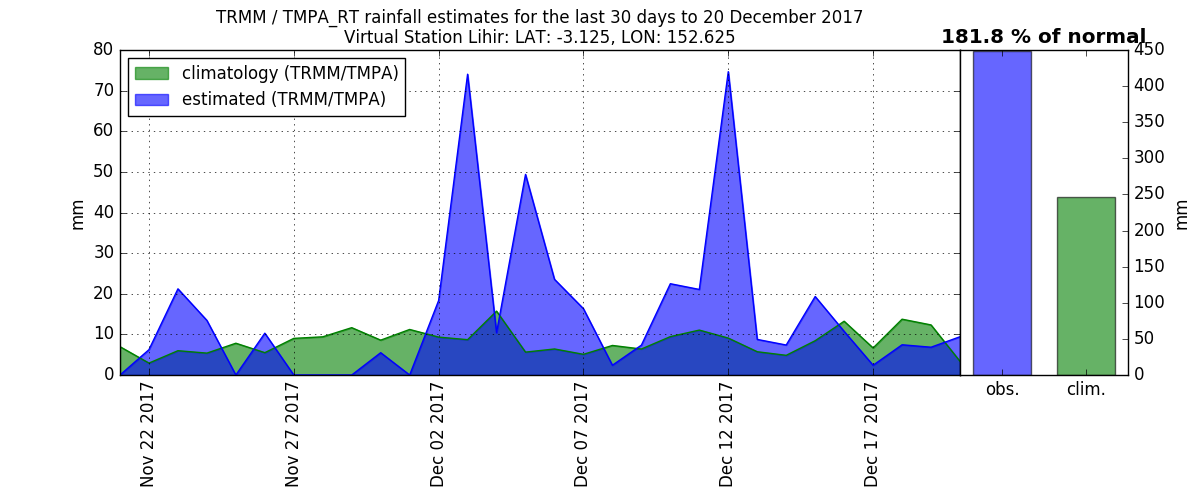 TRMM / TMPA_RT rainfall estimates for the last 30 days to 20 December 2017
Virtual Station Lihir: LAT: -3.125, LON: 152.625
181.8 % of normal
climatology (TRMM/TMPA)
estimated (TRMM/TMPA)
80
70
60
50
40
30
20
10
0
mm
Nov 22 2017
Nov 27 2017
Dec 02 2017
Dec 07 2017
Dec 12 2017
Dec 17 2017
450
400
350
300
250
200
150
100
50
0
mm
obs.
clim.